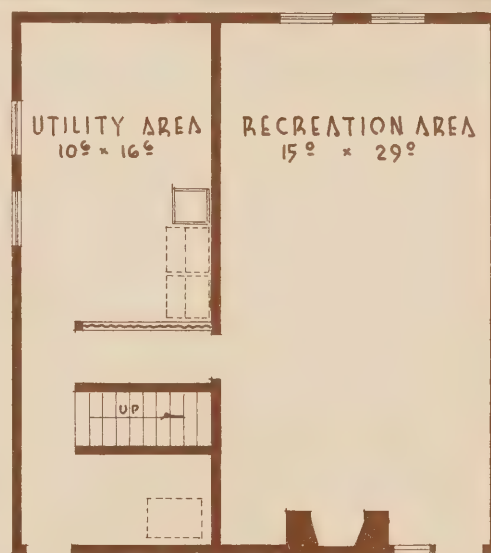 UTILITY AREA
10⁶ × 16⁶
RECREATION AREA
15⁰ × 29⁰
UP